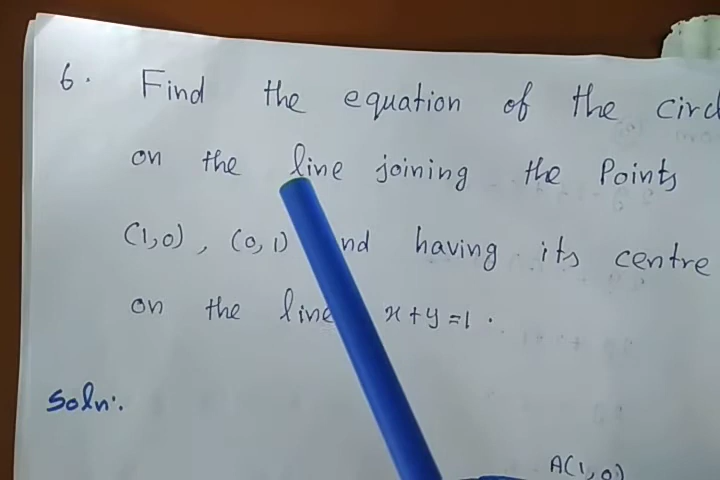 6. Find the equation of the circ
on the line joining the Points
(1,0), (0,1) nd having its centre
on the line x+y=1.
Soln:.
A(1,0)